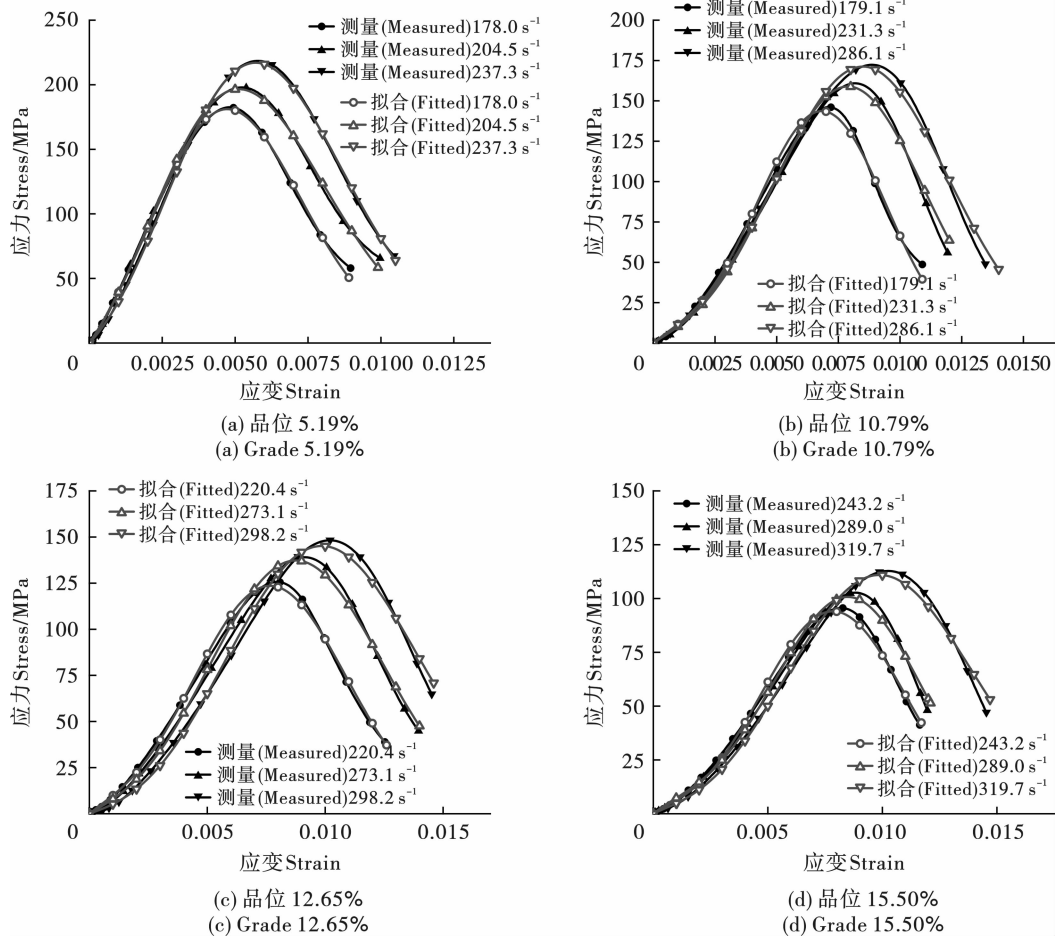 250
200
150
100
50
0
应力Stress/MPa
测量(Measured)178.0 s⁻¹
测量(Measured)204.5 s⁻¹
测量(Measured)237.3 s⁻¹
拟合(Fitted)178.0 s⁻¹
拟合(Fitted)204.5 s⁻¹
拟合(Fitted)237.3 s⁻¹
0.0025 0.0050 0.0075 0.0100 0.0125
应变Strain
(a) 品位 5.19%
(a) Grade 5.19%
200
175
150
125
100
75
50
25
0
应力Stress/MPa
测量(Measured)179.1 s⁻¹
测量(Measured)231.3 s⁻¹
测量(Measured)286.1 s⁻¹
拟合(Fitted)179.1 s⁻¹
拟合(Fitted)231.3 s⁻¹
拟合(Fitted)286.1 s⁻¹
0.0025 0.0050 0.0075 0.0100 0.0125 0.0150
应变Strain
(b) 品位 10.79%
(b) Grade 10.79%
175
150
125
100
75
50
25
0
应力Stress/MPa
拟合(Fitted)220.4 s⁻¹
拟合(Fitted)273.1 s⁻¹
拟合(Fitted)298.2 s⁻¹
测量(Measured)220.4 s⁻¹
测量(Measured)273.1 s⁻¹
测量(Measured)298.2 s⁻¹
0.005 0.010 0.015
应变Strain
(c) 品位 12.65%
(c) Grade 12.65%
150
125
100
75
50
25
0
应力Stress/MPa
测量(Measured)243.2 s⁻¹
测量(Measured)289.0 s⁻¹
测量(Measured)319.7 s⁻¹
拟合(Fitted)243.2 s⁻¹
拟合(Fitted)289.0 s⁻¹
拟合(Fitted)319.7 s⁻¹
0.005 0.010 0.015
应变Strain
(d) 品位 15.50%
(d) Grade 15.50%